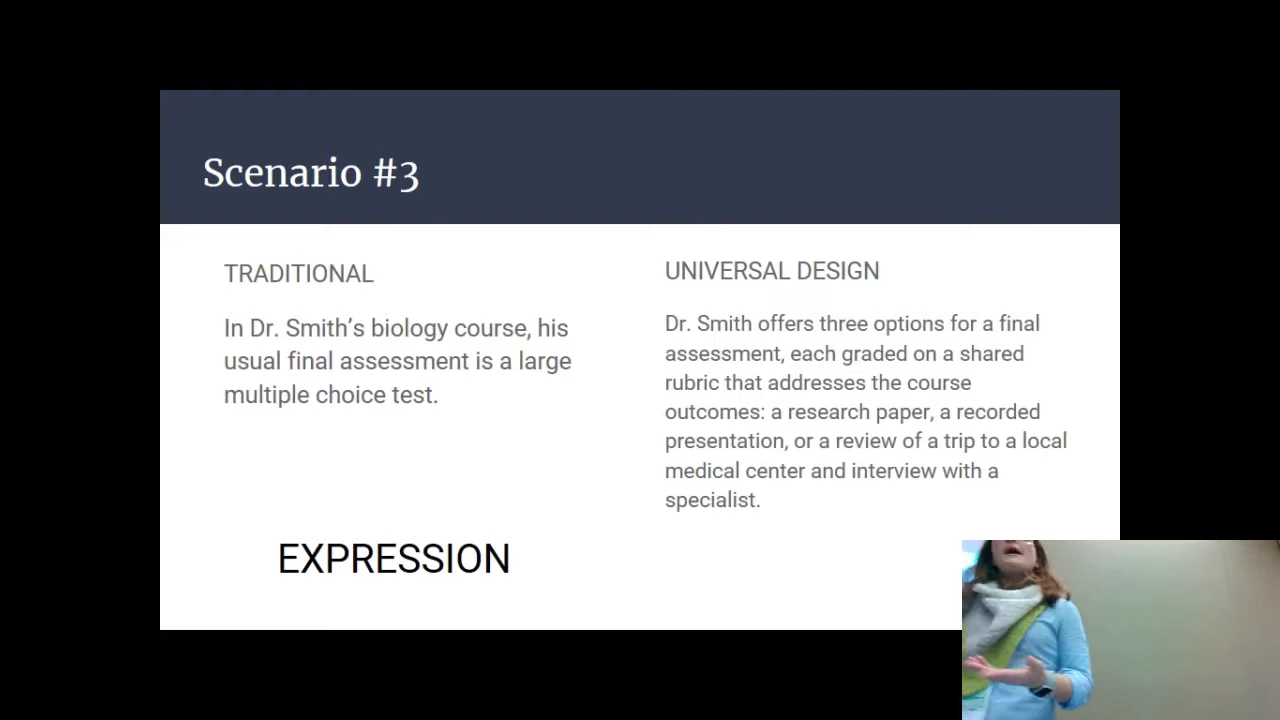 Scenario #3
TRADITIONAL
In Dr. Smith’s biology course, his
usual final assessment is a large
multiple choice test.
EXPRESSION
UNIVERSAL DESIGN
Dr. Smith offers three options for a final
assessment, each graded on a shared
rubric that addresses the course
outcomes: a research paper, a recorded
presentation, or a review of a trip to a local
medical center and interview with a
specialist.